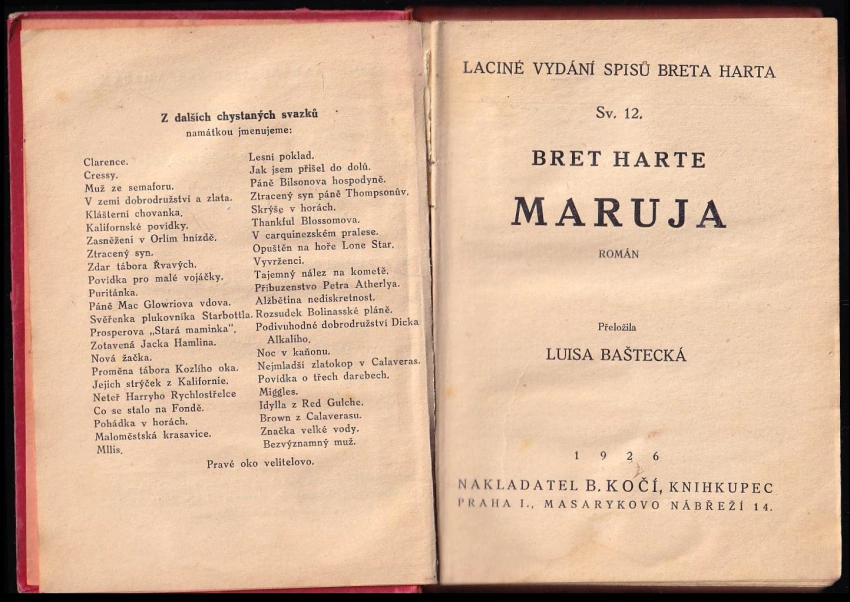 Z dalších chystaných svazků
namátkou jmenujeme:
Clarence.
Cressy.
Muž ze semaforu.
V zemi dobrodružství a zlata.
Klášterní chovanka.
Kalifornské povídky.
Zasněženi v Orlím hnízdě.
Ztracený syn.
Zdar tábora Řvavých.
Povídka pro malé vojáčky.
Puritánka.
Páně Mac Glowriova vdova.
Svěřenka plukovníka Starbottla.
Prosperova „Stará maminka".
Zotavená Jacka Hamlina.
Nová žačka.
Proměna tábora Kozlího oka.
Jejich strýček z Kalifornie.
Neteř Harryho Rychlostřelce
Co se stalo na Fondě.
Pohádka v horách.
Maloměstská krasavice.
Mllis.
Lesní poklad.
Jak jsem přišel do dolů.
Páně Bilsonova hospodyně.
Ztracený syn páně Thompsonův.
Skrýše v horách.
Thankful Blossomova.
V carquinezském pralese.
Opuštěn na hoře Lone Star.
Vyvrženci.
Tajemný nález na kometě.
Příbuzenstvo Petra Atherlya.
Alžbětina nediskretnost.
Rozsudek Bolinasské pláně.
Podivuhodné dobrodružství Dicka
Alkaliho.
Noc v kaňonu.
Nejmladší zlatokop v Calaveras.
Povídka o třech darebech.
Miggles.
Idylla z Red Gulche.
Brown z Calaverasu.
Značka velké vody.
Bezvýznamný muž.
Pravé oko velitelovo.
LACINÉ VYDÁNÍ SPISŮ BRETA HARTA
Sv. 12.
BRET HARTE
MARUJA
ROMÁN
Přeložila
LUISA BAŠTECKÁ
1926
NAKLADATEL B. KOČÍ, KNIHKUPEC
PRAHA I., MASARYKOVO NÁBŘEŽÍ 14.